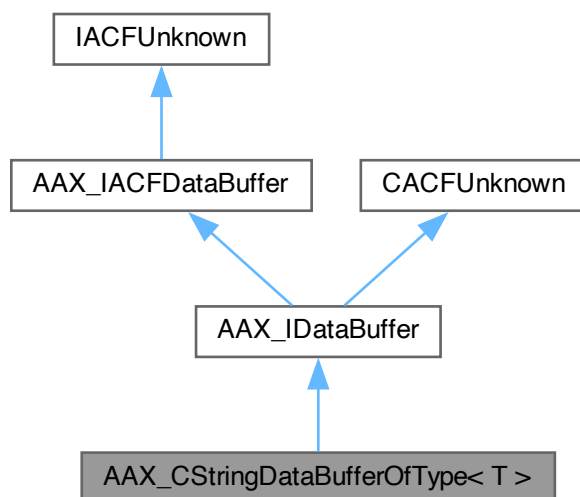 IACFUnknown
AAX_IACFDataBuffer
CACFUnknown
AAX_IDataBuffer
AAX_CStringDataBufferOfType< T >